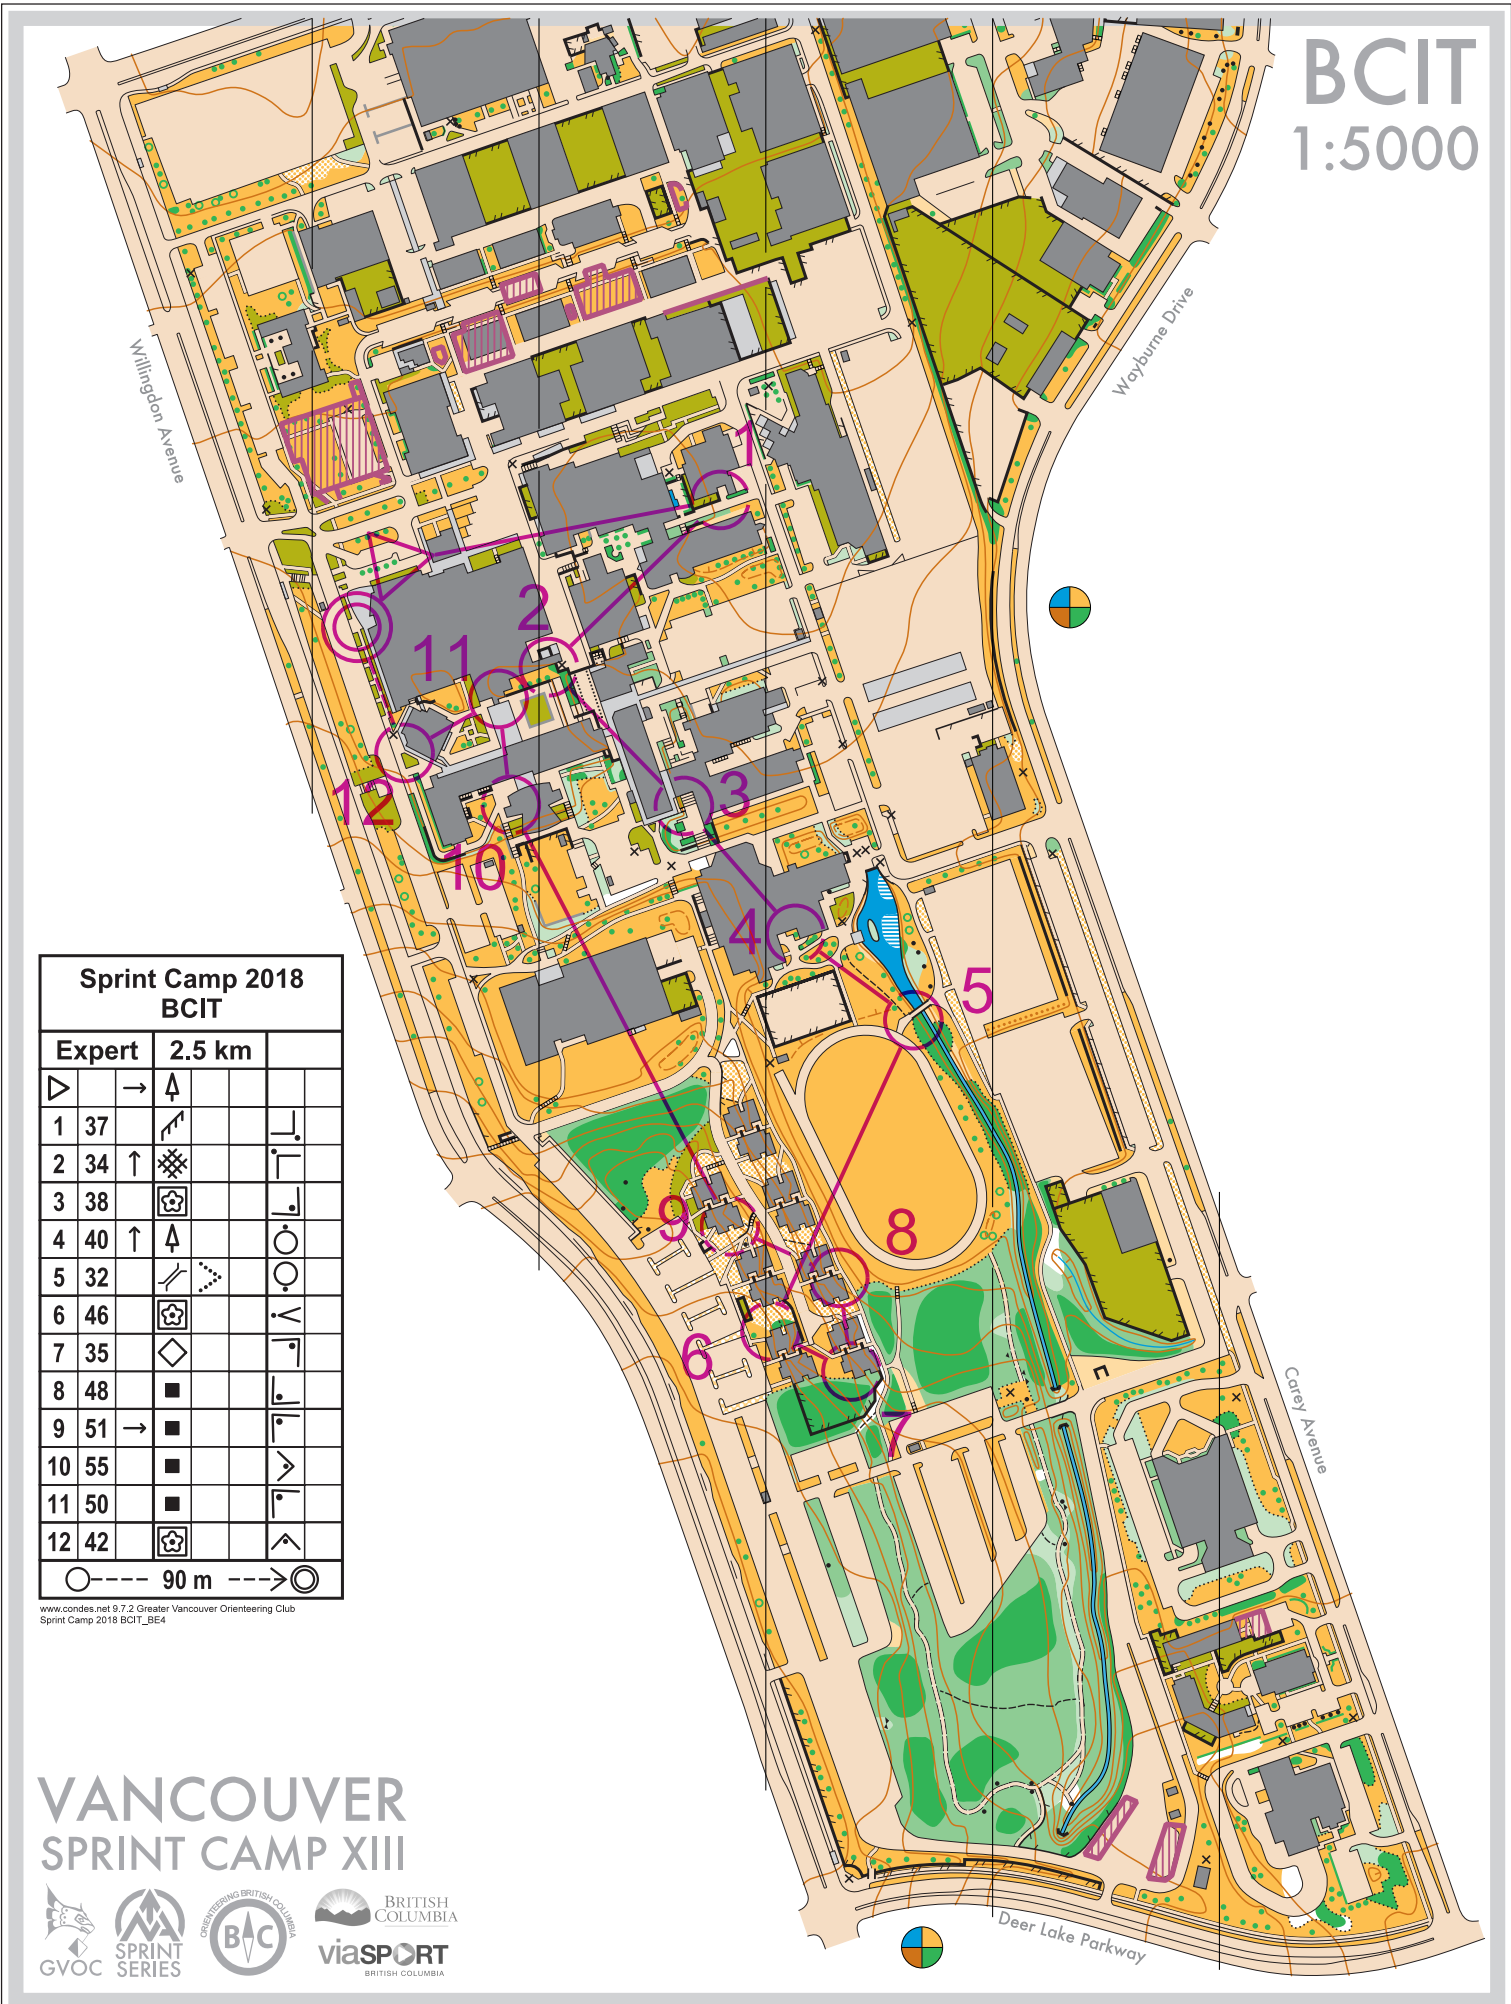 BCIT
1:5000
Willingdon Avenue
Wayburne Drive
1
2
11
12
3
10
4
5
9
8
6
7
Carey Avenue
Deer Lake Parkway
Sprint Camp 2018
BCIT
Expert 2.5 km
1 37
2 34
3 38
4 40
5 32
6 46
7 35
8 48
9 51
10 55
11 50
12 42
90 m
www.condes.net 9.7.2 Greater Vancouver Orienteering Club
Sprint Camp 2018 BCIT_BE4
VANCOUVER
SPRINT CAMP XIII
GVOC
SPRINT
SERIES
ORIENTEERING BRITISH COLUMBIA
B C
BRITISH
COLUMBIA
viaSPORT
BRITISH COLUMBIA